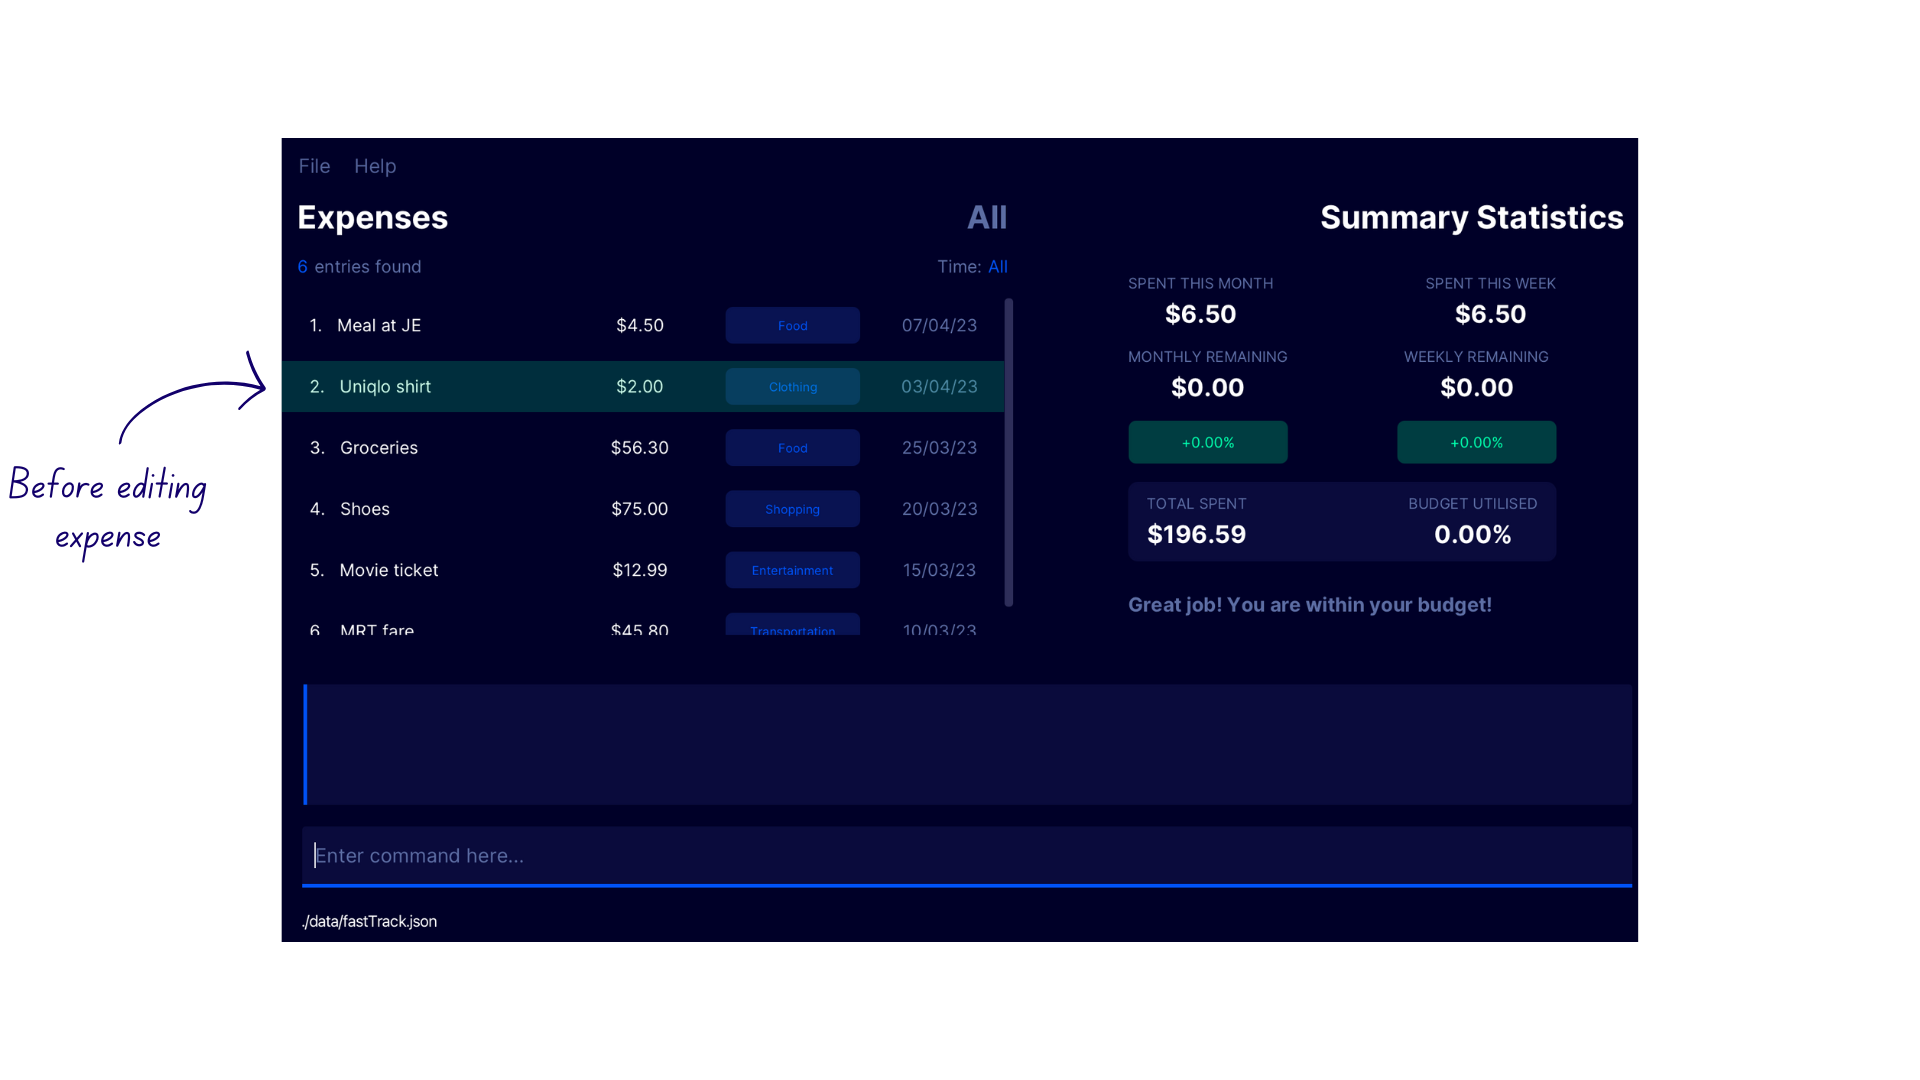 File Help
Expenses All Summary Statistics
6 entries found Time: All
SPENT THIS MONTH SPENT THIS WEEK
$6.50 $6.50
1. Meal at JE $4.50 Food 07/04/23
MONTHLY REMAINING WEEKLY REMAINING
$0.00 $0.00
2. Uniqlo shirt $2.00 Clothing 03/04/23
+0.00% +0.00%
3. Groceries $56.30 Food 25/03/23
Before editing
expense
TOTAL SPENT BUDGET UTILISED
$196.59 0.00%
4. Shoes $75.00 Shopping 20/03/23
5. Movie ticket $12.99 Entertainment 15/03/23
Great job! You are within your budget!
6 MRT fare $45.80 Transportation 10/03/23
Enter command here...
./data/fastTrack.json